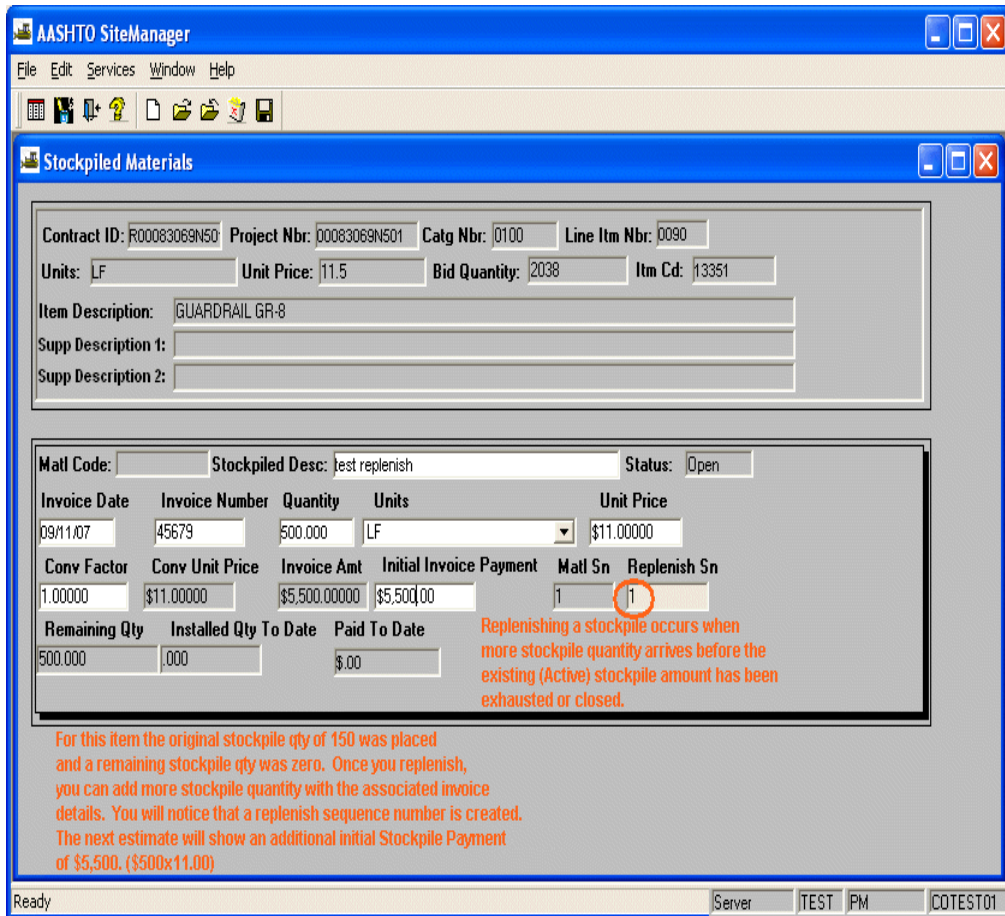 AASHTO SiteManager
File Edit Services Window Help
Stockpiled Materials
Contract ID: R00083069N50 Project Nbr: 00083069N501 Catg Nbr: 0100 Line Itm Nbr: 0090
Units: LF Unit Price: 11.5 Bid Quantity: 2038 Itm Cd: 13351
Item Description: GUARDRAIL GR-8
Supp Description 1:
Supp Description 2:
Matl Code: Stockpiled Desc: test replenish Status: Open
Invoice Date Invoice Number Quantity Units Unit Price
09/11/07 45679 500.000 LF $11.00000
Conv Factor Conv Unit Price Invoice Amt Initial Invoice Payment Matl Sn Replenish Sn
1.00000 $11.00000 $5,500.00000 $5,500.00 1 1
Remaining Qty Installed Qty To Date Paid To Date
500.000 .000 $.00
Replenishing a stockpile occurs when
more stockpile quantity arrives before the
existing (Active) stockpile amount has been
exhausted or closed.
For this item the original stockpile qty of 150 was placed
and a remaining stockpile qty was zero. Once you replenish,
you can add more stockpile quantity with the associated invoice
details. You will notice that a replenish sequence number is created.
The next estimate will show an additional initial Stockpile Payment
of $5,500. ($500x11.00)
Ready Server TEST PM COTEST01